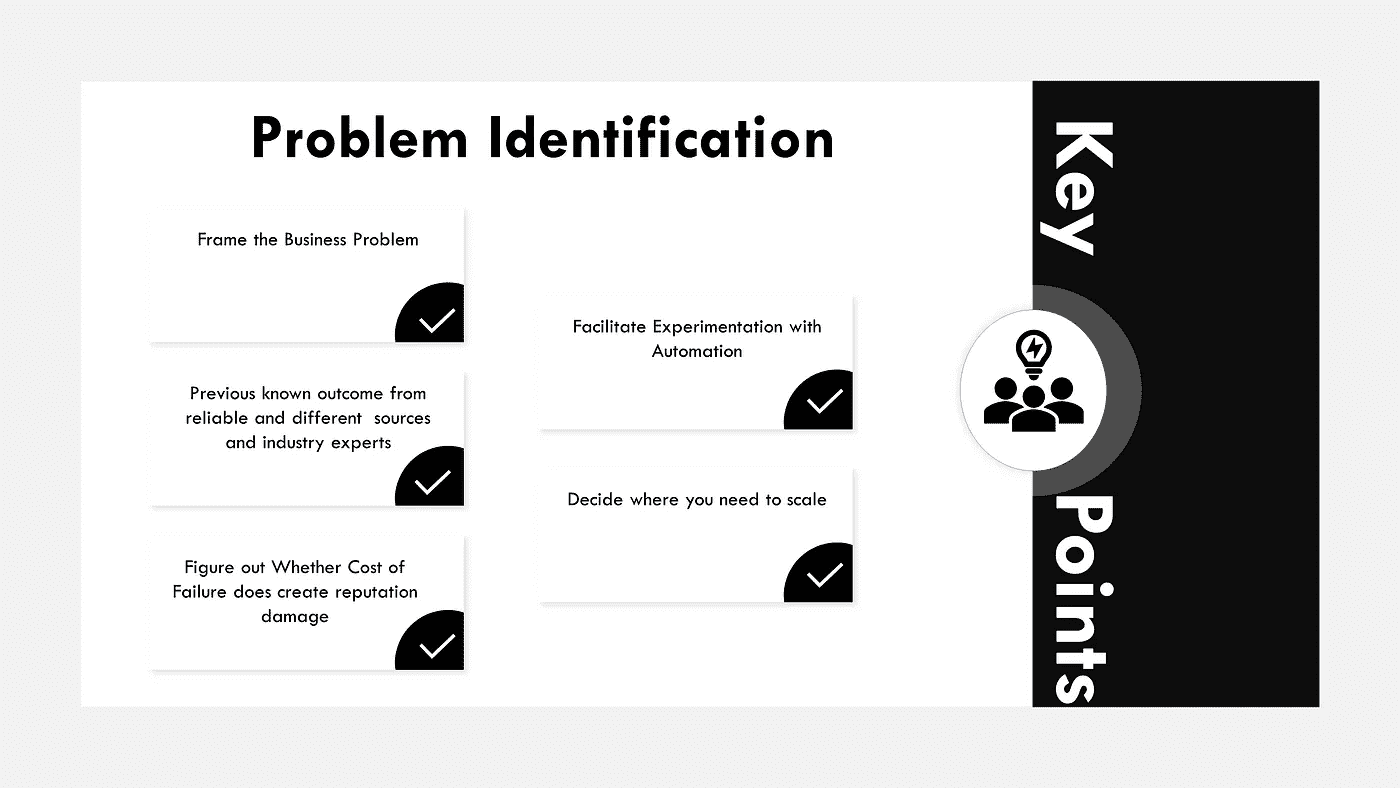 Problem Identification
Frame the Business Problem
Previous known outcome from
reliable and different  sources
and industry experts
Figure out Whether Cost of
Failure does create reputation
damage
Facilitate Experimentation with
Automation
Decide where you need to scale
Key Points